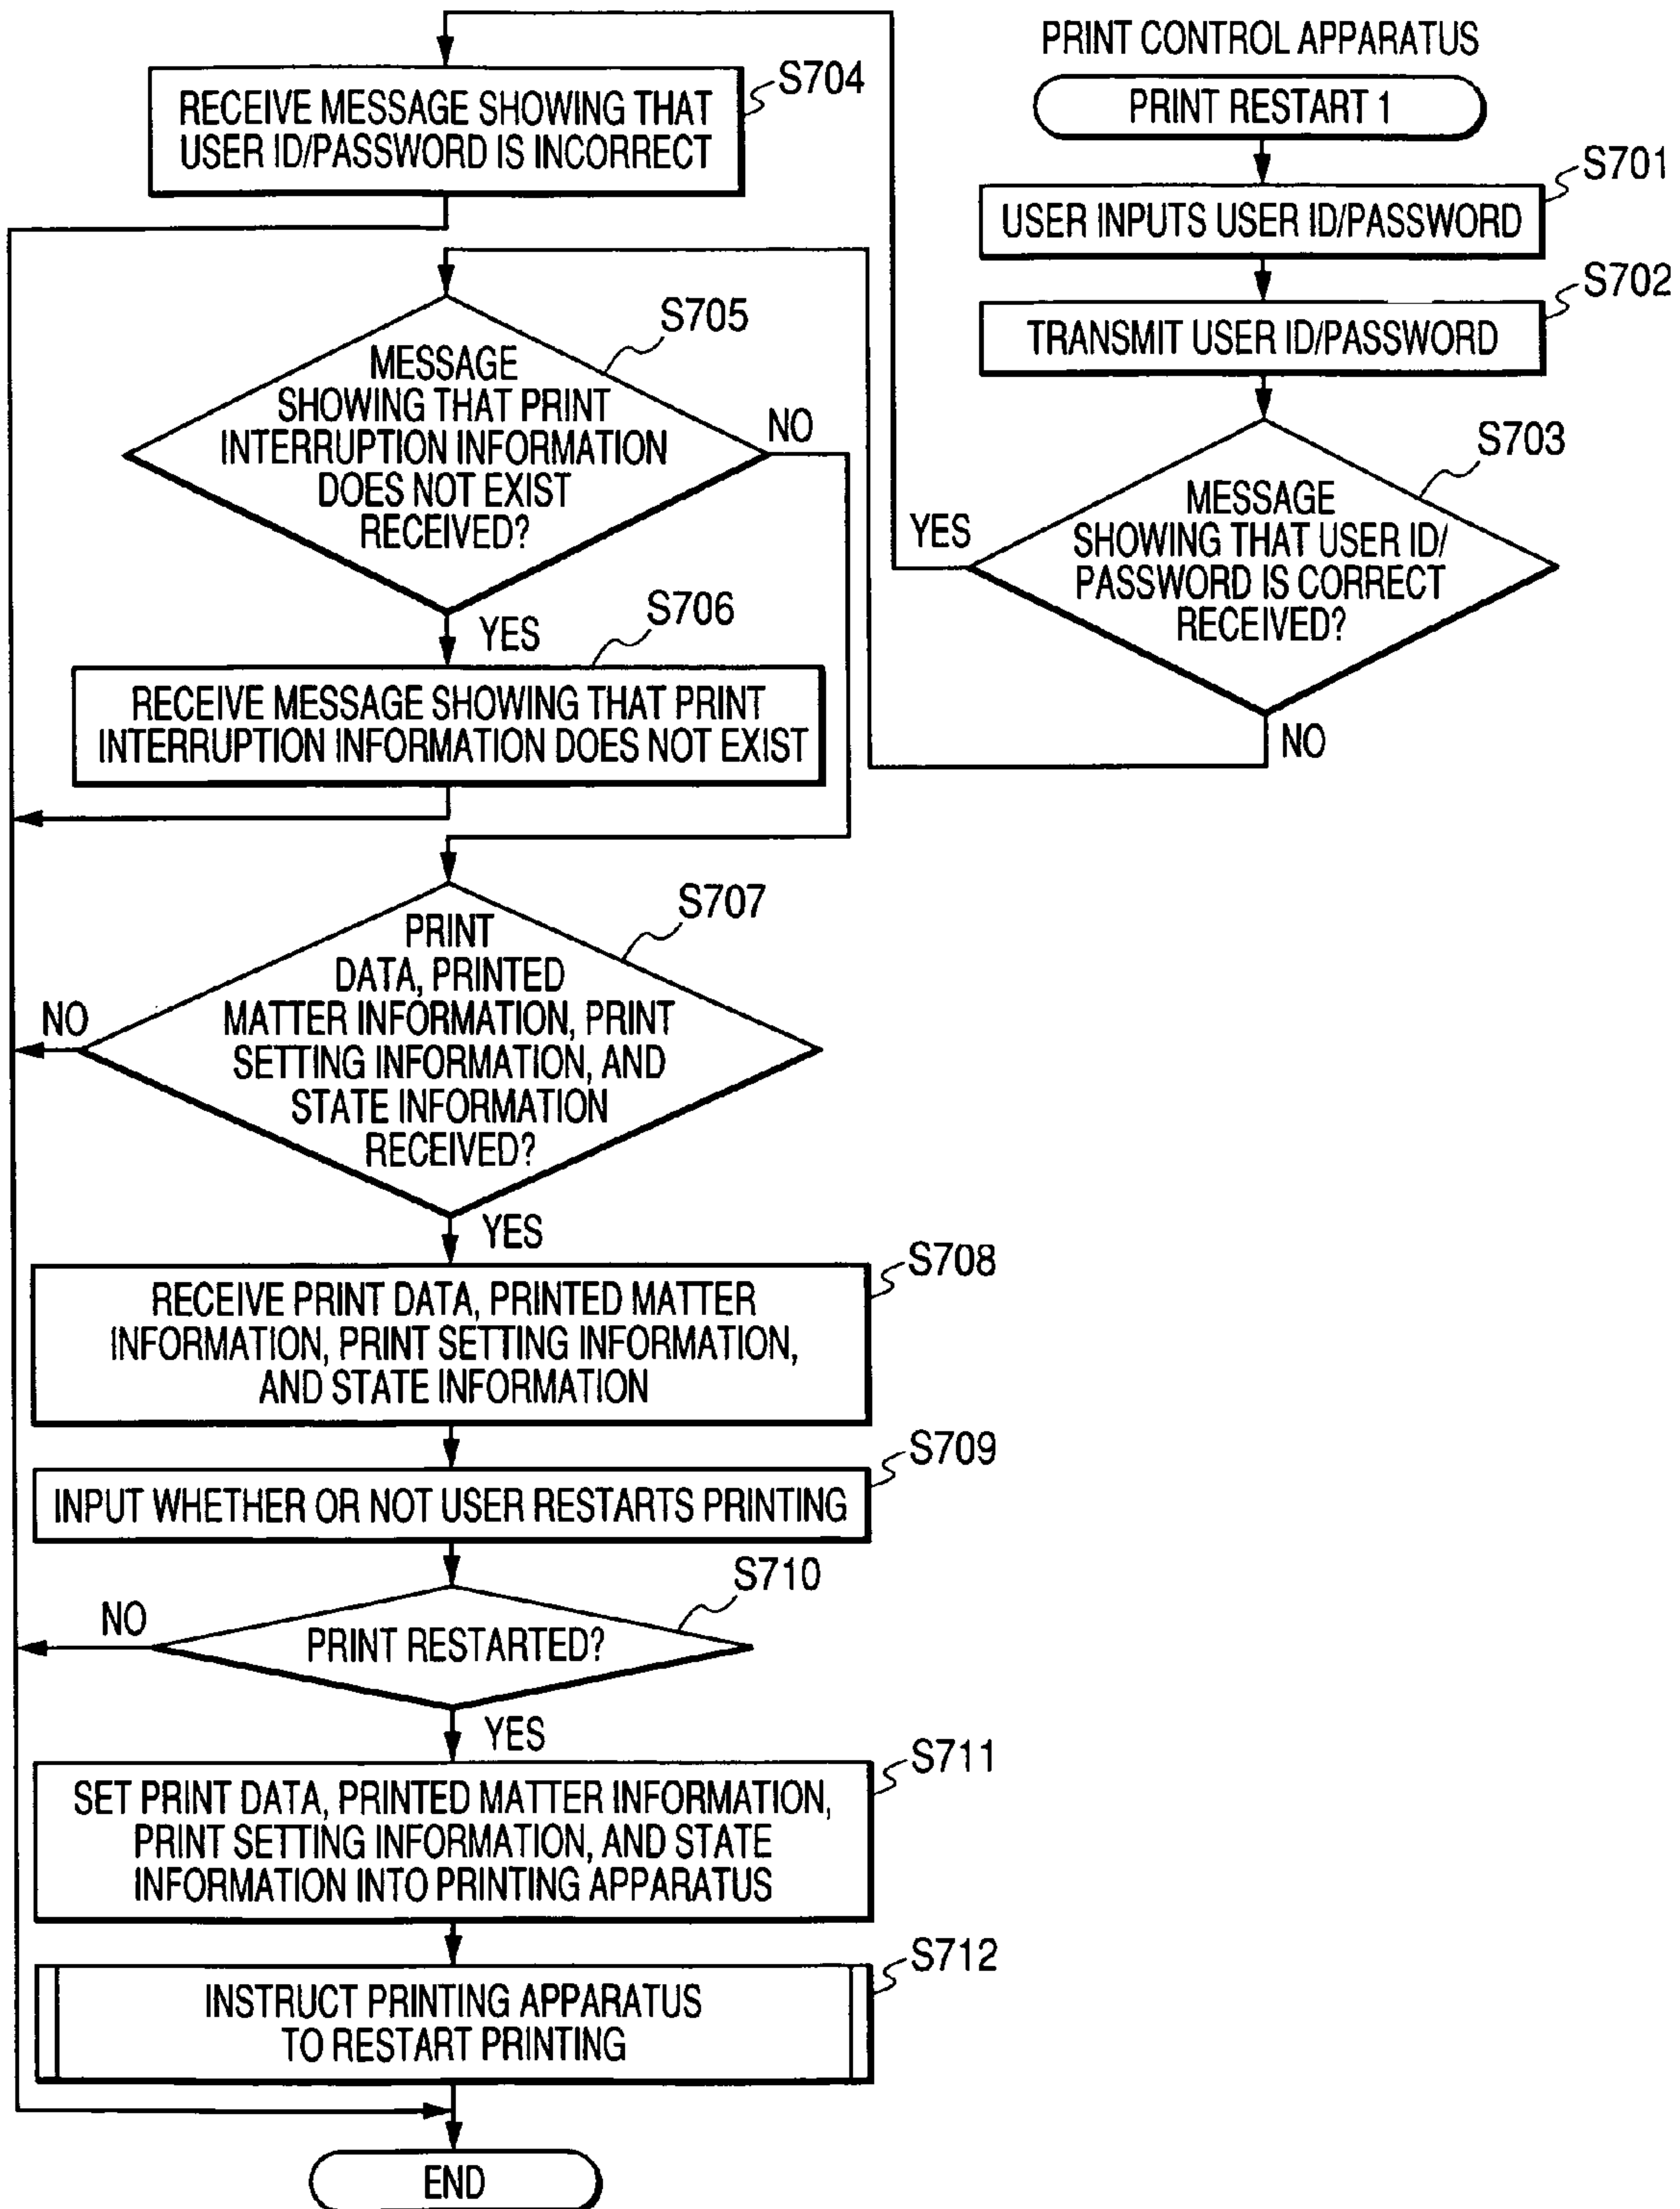 PRINT CONTROL APPARATUS
PRINT RESTART 1
S701
USER INPUTS USER ID/PASSWORD
S702
TRANSMIT USER ID/PASSWORD
S703
MESSAGE
SHOWING THAT USER ID/
PASSWORD IS CORRECT
RECEIVED?
YES
NO
S704
RECEIVE MESSAGE SHOWING THAT
USER ID/PASSWORD IS INCORRECT
S705
MESSAGE
SHOWING THAT PRINT
INTERRUPTION INFORMATION
DOES NOT EXIST
RECEIVED?
NO
YES
S706
RECEIVE MESSAGE SHOWING THAT PRINT
INTERRUPTION INFORMATION DOES NOT EXIST
S707
PRINT
DATA, PRINTED
MATTER INFORMATION, PRINT
SETTING INFORMATION, AND
STATE INFORMATION
RECEIVED?
NO
YES
S708
RECEIVE PRINT DATA, PRINTED MATTER
INFORMATION, PRINT SETTING INFORMATION,
AND STATE INFORMATION
S709
INPUT WHETHER OR NOT USER RESTARTS PRINTING
S710
PRINT RESTARTED?
NO
YES
S711
SET PRINT DATA, PRINTED MATTER INFORMATION,
PRINT SETTING INFORMATION, AND STATE
INFORMATION INTO PRINTING APPARATUS
S712
INSTRUCT PRINTING APPARATUS
TO RESTART PRINTING
END